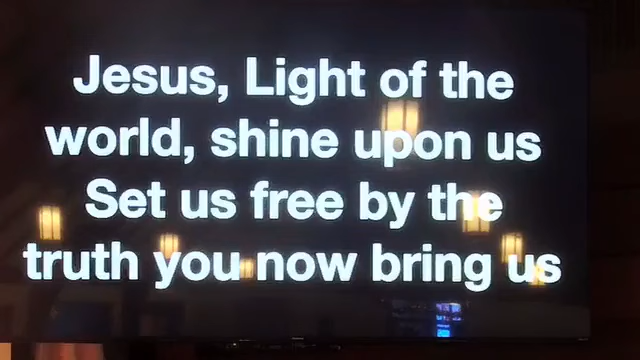 Jesus, Light of the
world, shine upon us
Set us free by the
truth you now bring us